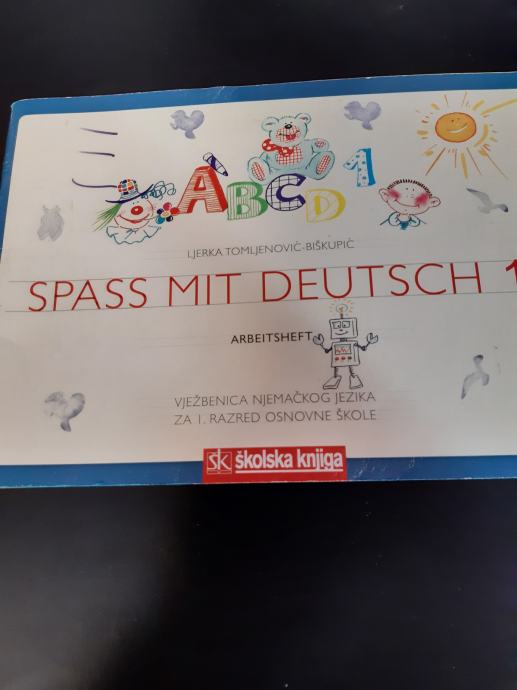 ABCD 1
LJERKA TOMLJENOVIĆ-BIŠKUPIĆ
SPASS MIT DEUTSCH 1
ARBEITSHEFT
VJEŽBENICA NJEMAČKOG JEZIKA
ZA 1. RAZRED OSNOVNE ŠKOLE
ŠK školska knjiga